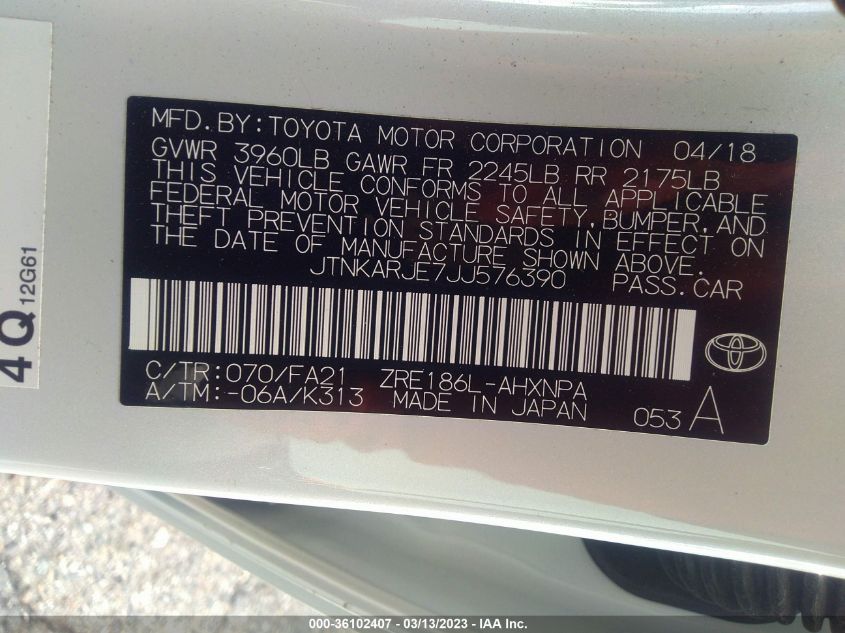 MFD.BY:TOYOTA MOTOR CORPORATION 04/18
GVWR 3960LB GAWR FR 2245LB RR 2175LB
THIS VEHICLE CONFORMS TO ALL APPLICABLE
FEDERAL MOTOR VEHICLE SAFETY,BUMPER,AND
THEFT PREVENTION STANDARDS IN EFFECT ON
THE DATE OF MANUFACTURE SHOWN ABOVE.
JTNKARJE7JJ576390 PASS.CAR
C/TR:070/FA21 ZRE186L-AHXNPA
A/TM:-06A/K313 MADE IN JAPAN 053 A
4Q 12G61
000-36102407 - 03/13/2023 - IAA Inc.